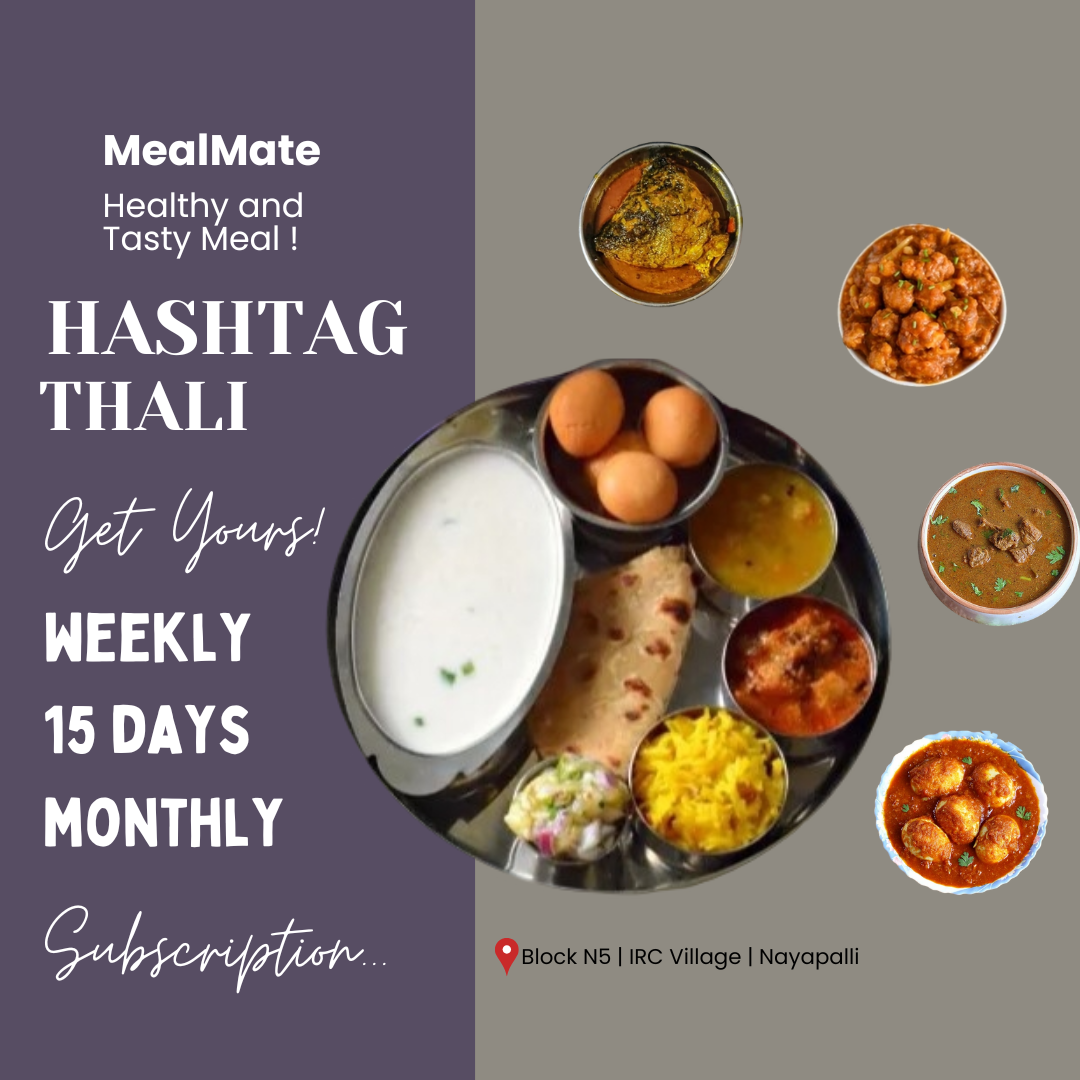 MealMate
Healthy and
Tasty Meal !
HASHTAG
THALI
Get Yours!
WEEKLY
15 DAYS
MONTHLY
Subscription...
Block N5 | IRC Village | Nayapalli